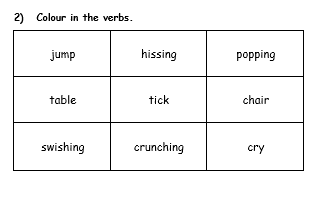 2) Colour in the verbs.
jump hissing popping
table tick chair
swishing crunching cry